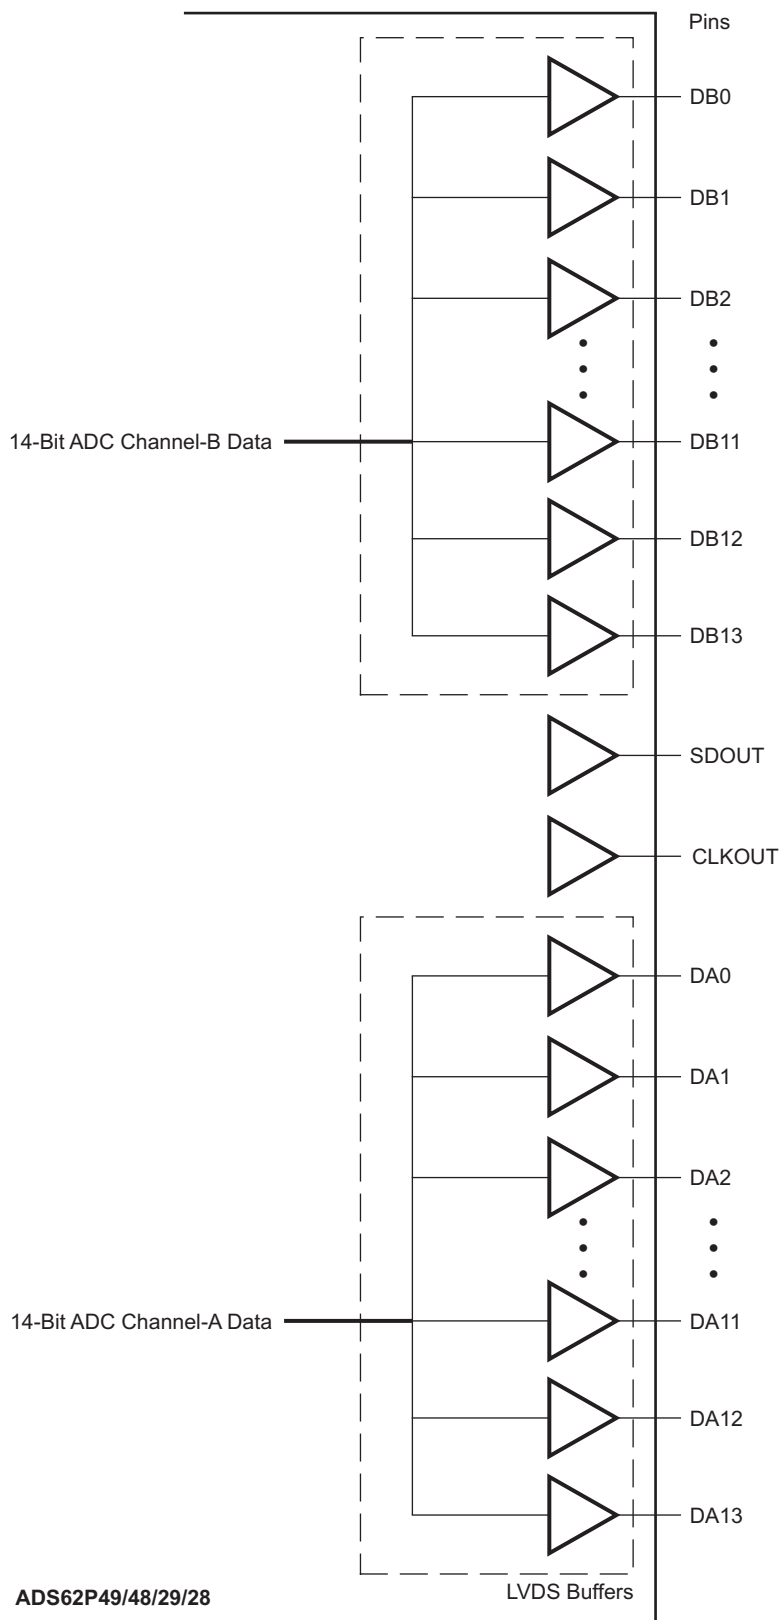 Pins
DB0
DB1
DB2
DB11
14-Bit ADC Channel-B Data
DB12
DB13
SDOUT
CLKOUT
DA0
DA1
DA2
14-Bit ADC Channel-A Data
DA11
DA12
DA13
LVDS Buffers
ADS62P49/48/29/28